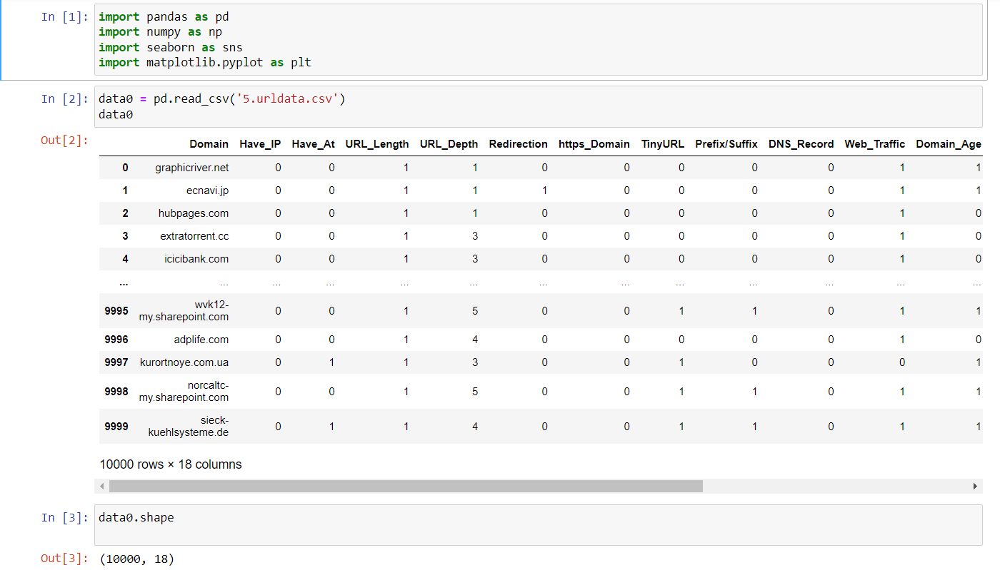 In [1]: import pandas as pd
import numpy as np
import seaborn as sns
import matplotlib.pyplot as plt
In [2]: data0 = pd.read_csv('5.urldata.csv')
data0
Out[2]:
Domain Have_IP Have_At URL_Length URL_Depth Redirection https_Domain TinyURL Prefix/Suffix DNS_Record Web_Traffic Domain_Age
0 graphicriver.net 0 0 1 1 0 0 0 0 0 1 1
1 ecnavi.jp 0 0 1 1 1 0 0 0 0 1 1
2 hubpages.com 0 0 1 1 0 0 0 0 0 1 0
3 extratorrent.cc 0 0 1 3 0 0 0 0 0 1 0
4 icicibank.com 0 0 1 3 0 0 0 0 0 1 0
... ... ... ... ... ... ... ... ... ... ... ... ...
wvk12-
9995 my.sharepoint.com 0 0 1 5 0 0 1 1 0 1 1
9996 adplife.com 0 0 1 4 0 0 0 0 0 1 0
9997 kurortnoye.com.ua 0 1 1 3 0 0 1 0 0 0 1
norcaltc-
9998 my.sharepoint.com 0 0 1 5 0 0 1 1 0 1 1
sieck-
9999 kuehlsysteme.de 0 1 1 4 0 0 1 1 0 1 1
10000 rows × 18 columns
In [3]: data0.shape
Out[3]: (10000, 18)